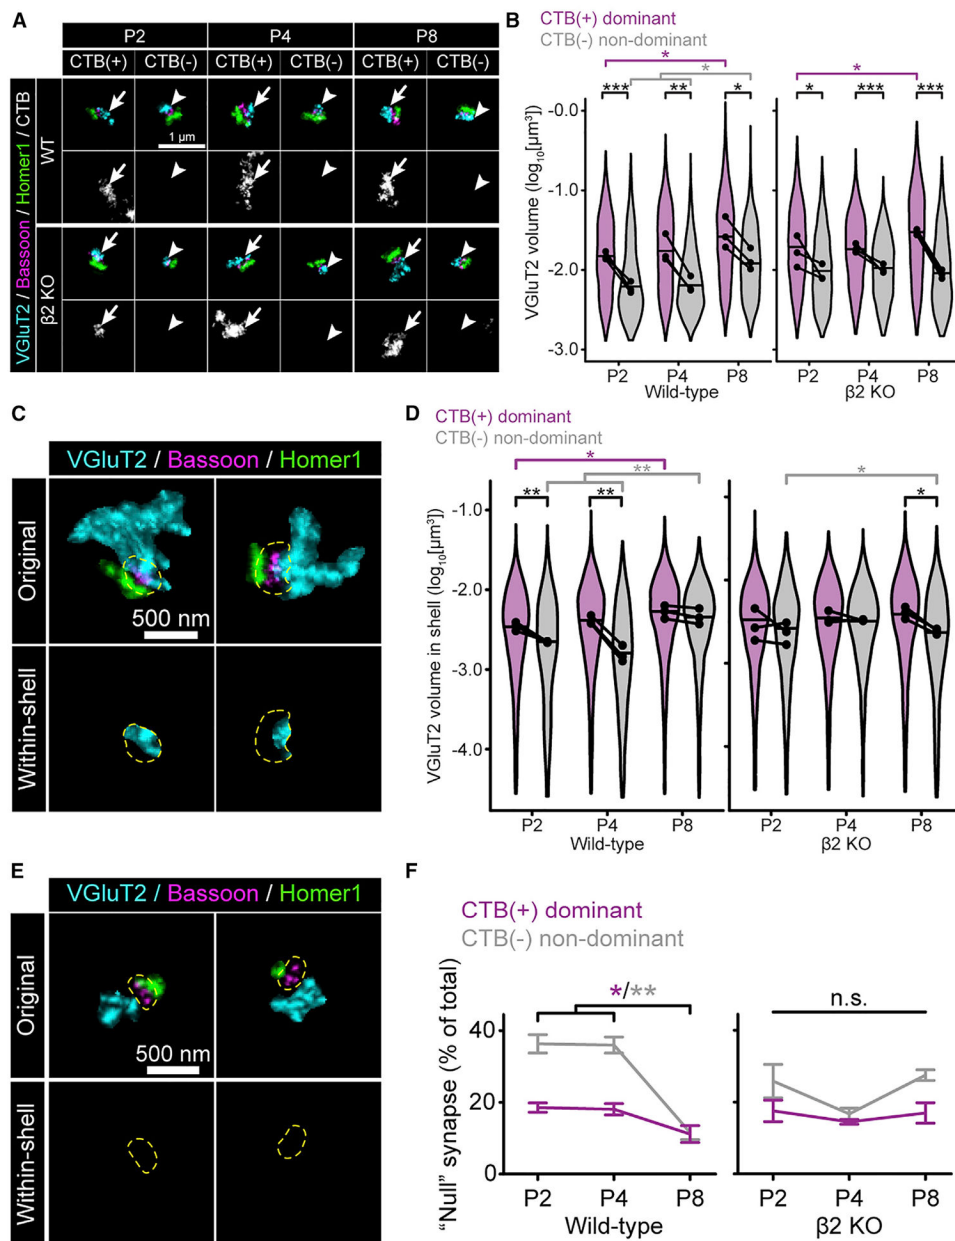 A
P2 P4 P8
CTB(+) CTB(-) CTB(+) CTB(-) CTB(+) CTB(-)
VGluT2 / Bassoon / Homer1 / CTB
WT
1 µm
β2 KO
B
CTB(+) dominant
CTB(-) non-dominant
* * *
*** ** * * *** ***
VGluT2 volume (log10[µm³])
-0.0
-1.0
-2.0
-3.0
P2 P4 P8 P2 P4 P8
Wild-type β2 KO
C
VGluT2 / Bassoon / Homer1
Original
500 nm
Within-shell
D
CTB(+) dominant
CTB(-) non-dominant
* ** *
** ** *
VGluT2 volume in shell (log10[µm³])
-1.0
-2.0
-3.0
-4.0
P2 P4 P8 P2 P4 P8
Wild-type β2 KO
E
VGluT2 / Bassoon / Homer1
Original
500 nm
Within-shell
F
CTB(+) dominant
CTB(-) non-dominant
"Null" synapse (% of total)
*/** n.s.
40
20
0
P2 P4 P8 P2 P4 P8
Wild-type β2 KO